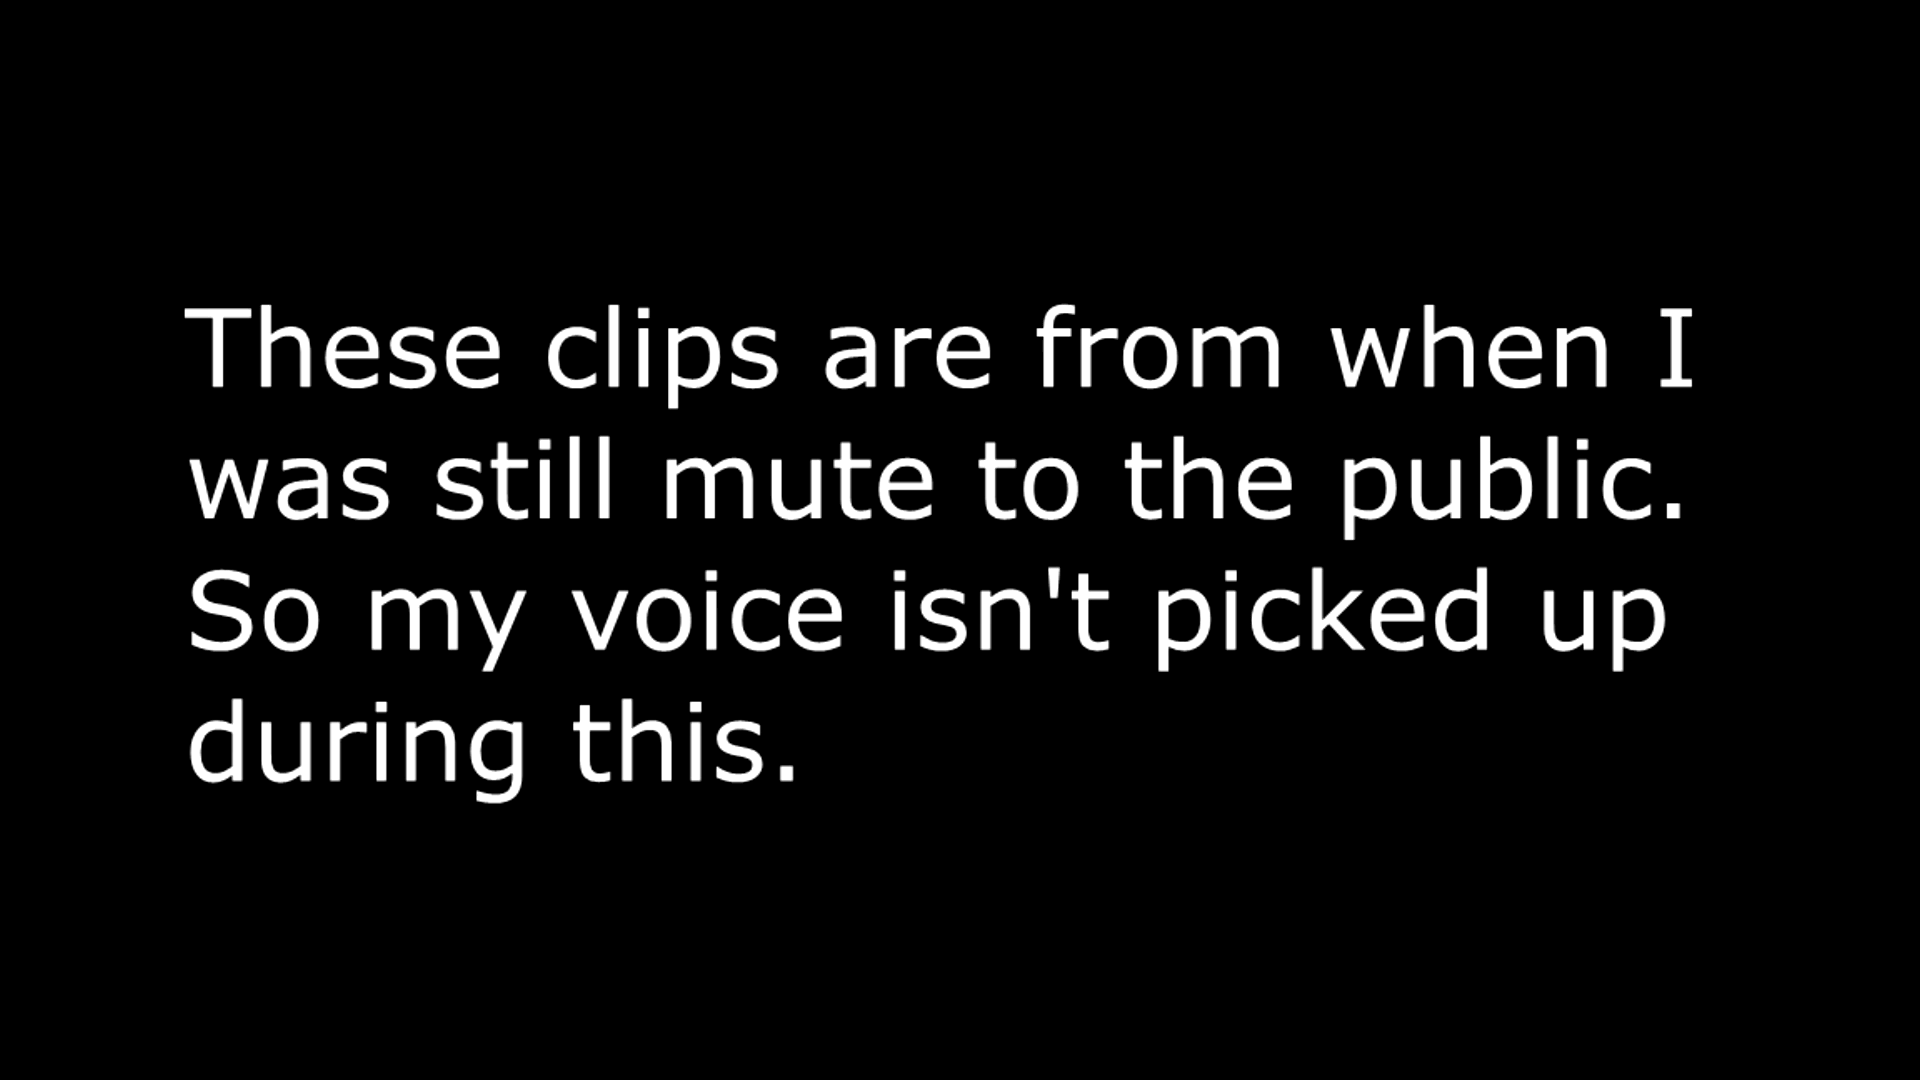 These clips are from when I
was still mute to the public.
So my voice isn't picked up
during this.